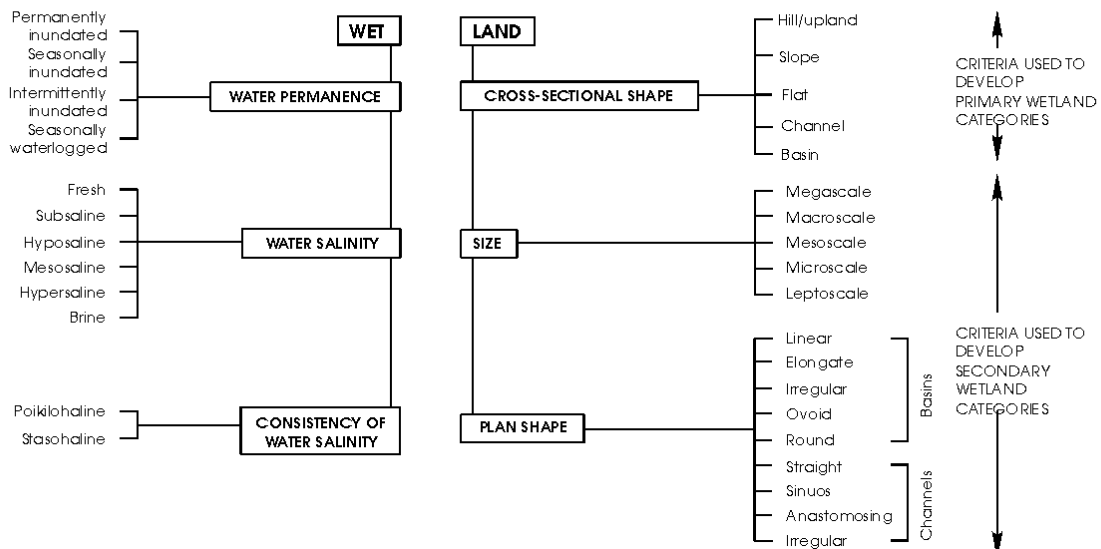 WET
LAND
Permanently
inundated
Seasonally
inundated
Intermittently
inundated
Seasonally
waterlogged
WATER PERMANENCE
CROSS-SECTIONAL SHAPE
Hill/upland
Slope
Flat
Channel
Basin
CRITERIA USED TO
DEVELOP
PRIMARY WETLAND
CATEGORIES
Fresh
Subsaline
Hyposaline
Mesosaline
Hypersaline
Brine
WATER SALINITY
SIZE
Megascale
Macroscale
Mesoscale
Microscale
Leptoscale
Poikilohaline
Stasohaline
CONSISTENCY OF
WATER SALINITY
PLAN SHAPE
Linear
Elongate
Irregular
Ovoid
Round
Basins
Straight
Sinuos
Anastomosing
Irregular
Channels
CRITERIA USED TO
DEVELOP
SECONDARY
WETLAND
CATEGORIES